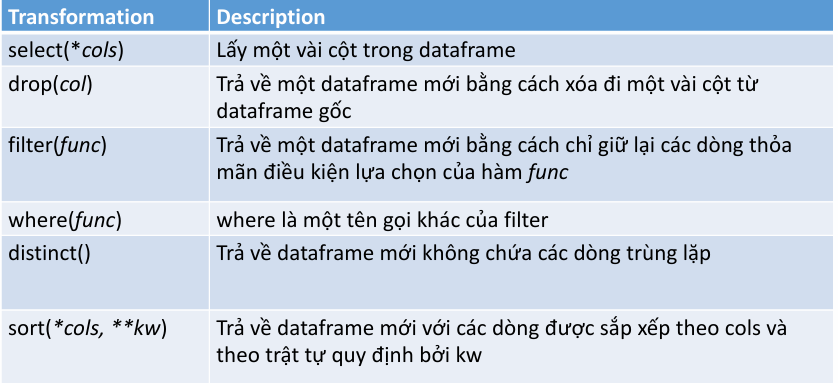 Transformation Description
select(*cols) Lấy một vài cột trong dataframe
drop(col) Trả về một dataframe mới bằng cách xóa đi một vài cột từ
dataframe gốc
filter(func) Trả về một dataframe mới bằng cách chỉ giữ lại các dòng thỏa
mãn điều kiện lựa chọn của hàm func
where(func) where là một tên gọi khác của filter
distinct() Trả về dataframe mới không chứa các dòng trùng lặp
sort(*cols, **kw) Trả về dataframe mới với các dòng được sắp xếp theo cols và
theo trật tự quy định bởi kw